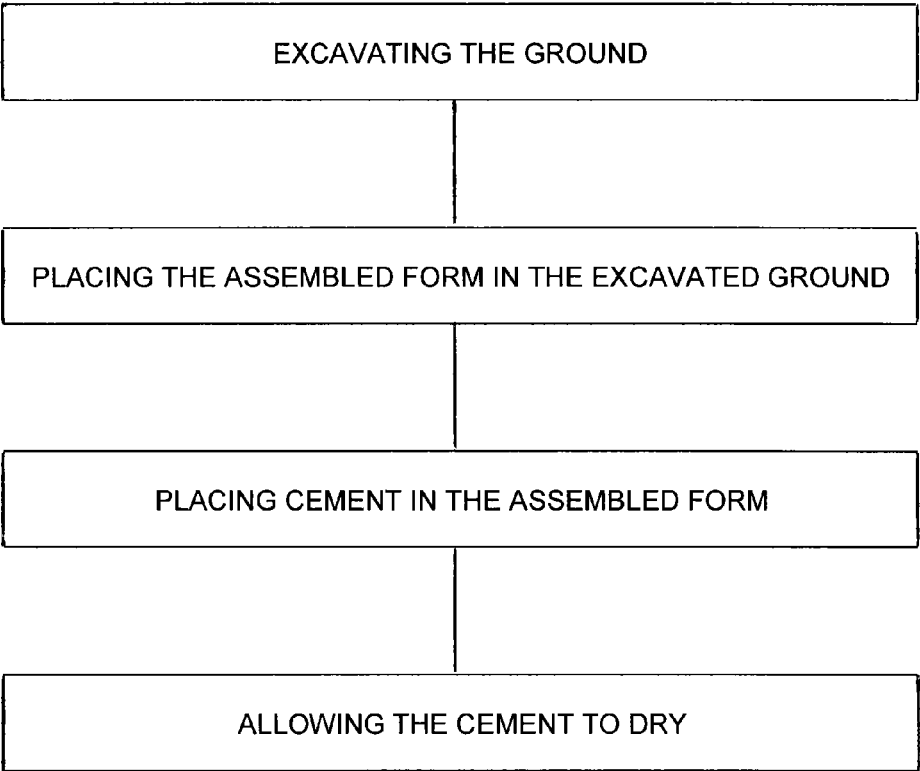 EXCAVATING THE GROUND
PLACING THE ASSEMBLED FORM IN THE EXCAVATED GROUND
PLACING CEMENT IN THE ASSEMBLED FORM
ALLOWING THE CEMENT TO DRY